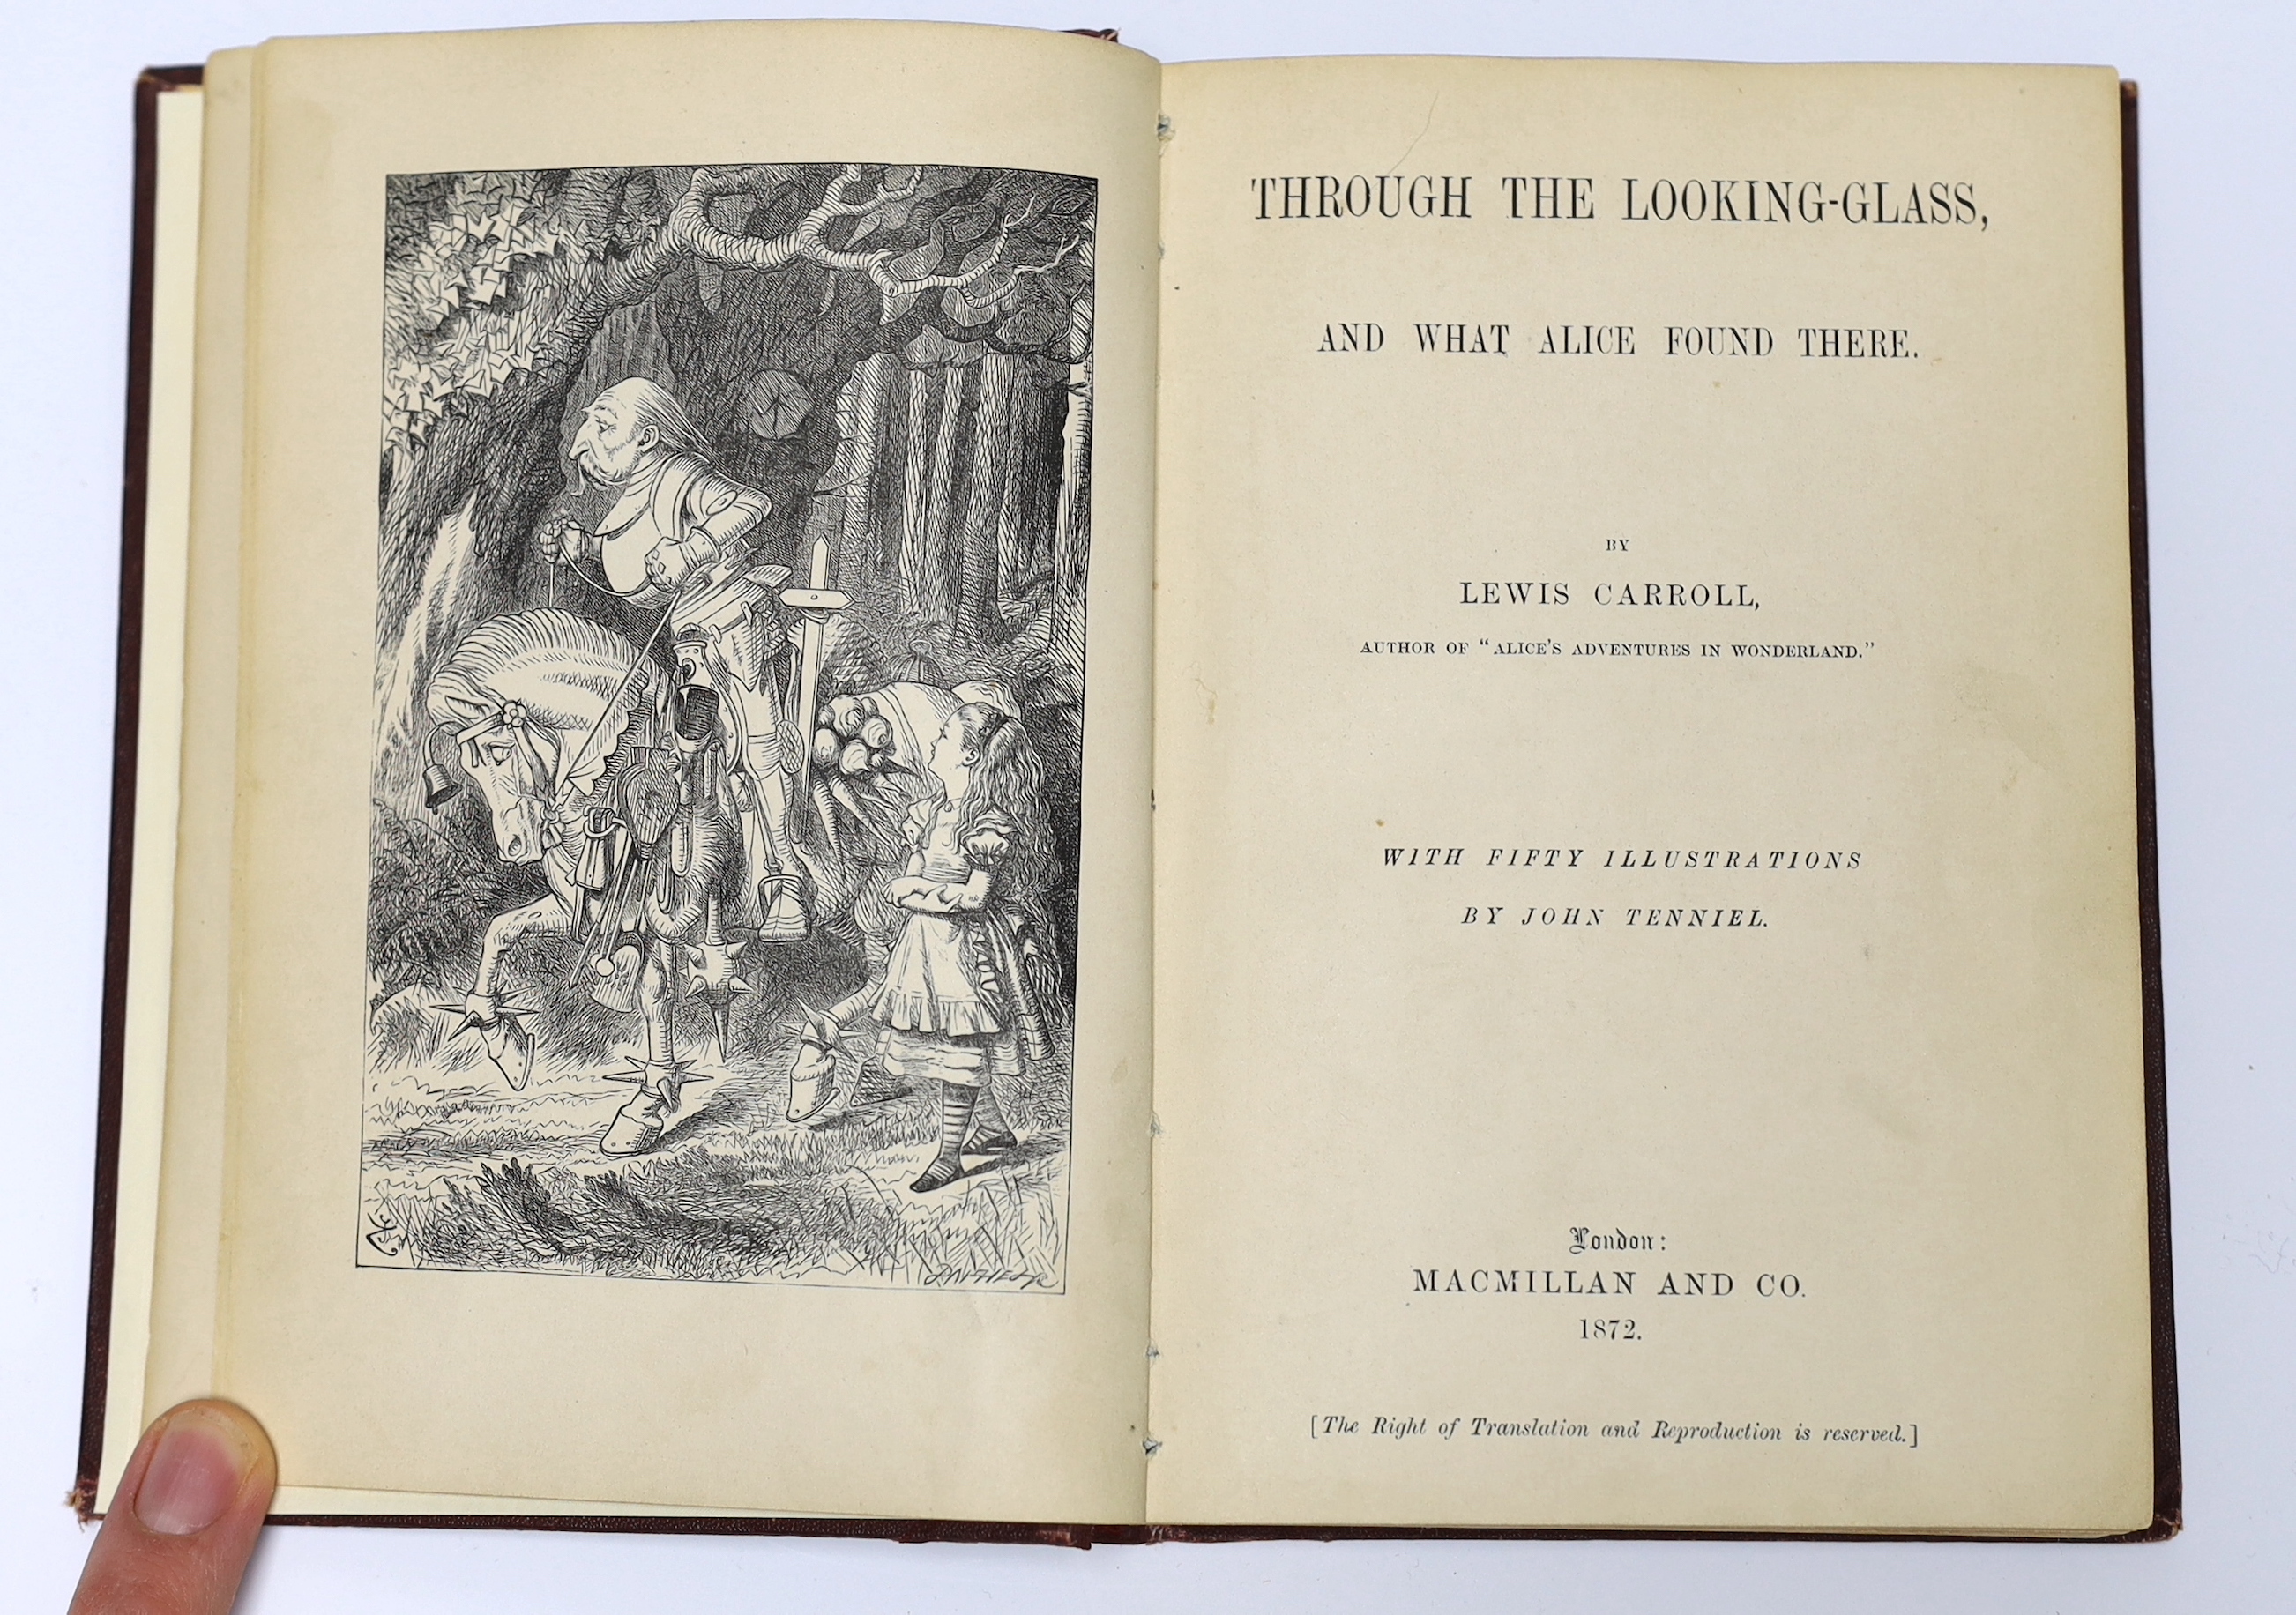 THROUGH THE LOOKING-GLASS,
AND WHAT ALICE FOUND THERE.
BY
LEWIS CARROLL,
AUTHOR OF "ALICE'S ADVENTURES IN WONDERLAND."
WITH FIFTY ILLUSTRATIONS
BY JOHN TENNIEL.
London:
MACMILLAN AND CO.
1872.
[The Right of Translation and Reproduction is reserved.]